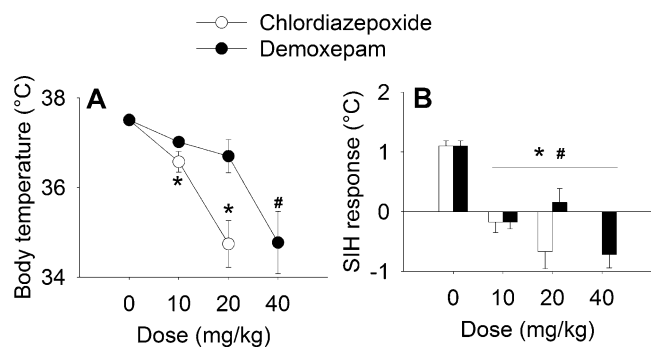 Chlordiazepoxide
Demoxepam
A
Body temperature (°C)
38
36
34
*
*
#
0 10 20 40
Dose (mg/kg)
B
SIH response (°C)
1
0
-1
* #
0 10 20 40
Dose (mg/kg)